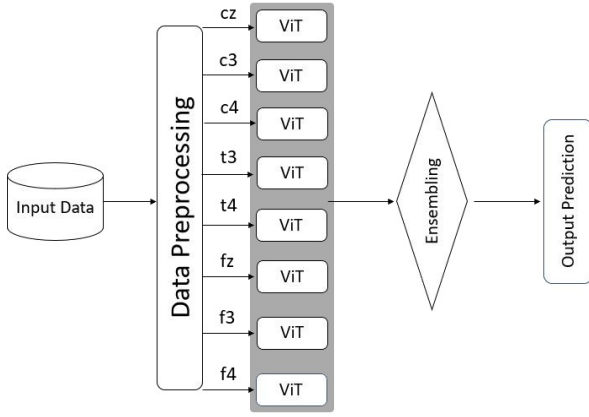 Input Data
Data Preprocessing
cz
ViT
c3
ViT
c4
ViT
t3
ViT
t4
ViT
fz
ViT
f3
ViT
f4
ViT
Ensembling
Output Prediction